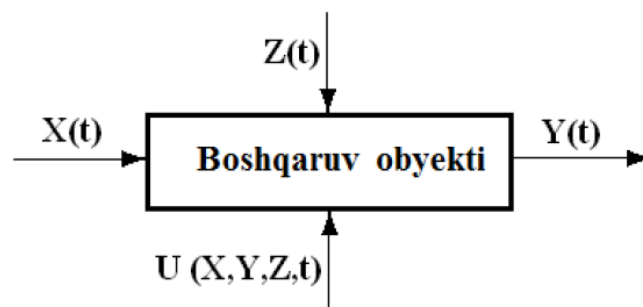 Z(t)
X(t)
Boshqaruv obyekti
Y(t)
U (X,Y,Z,t)